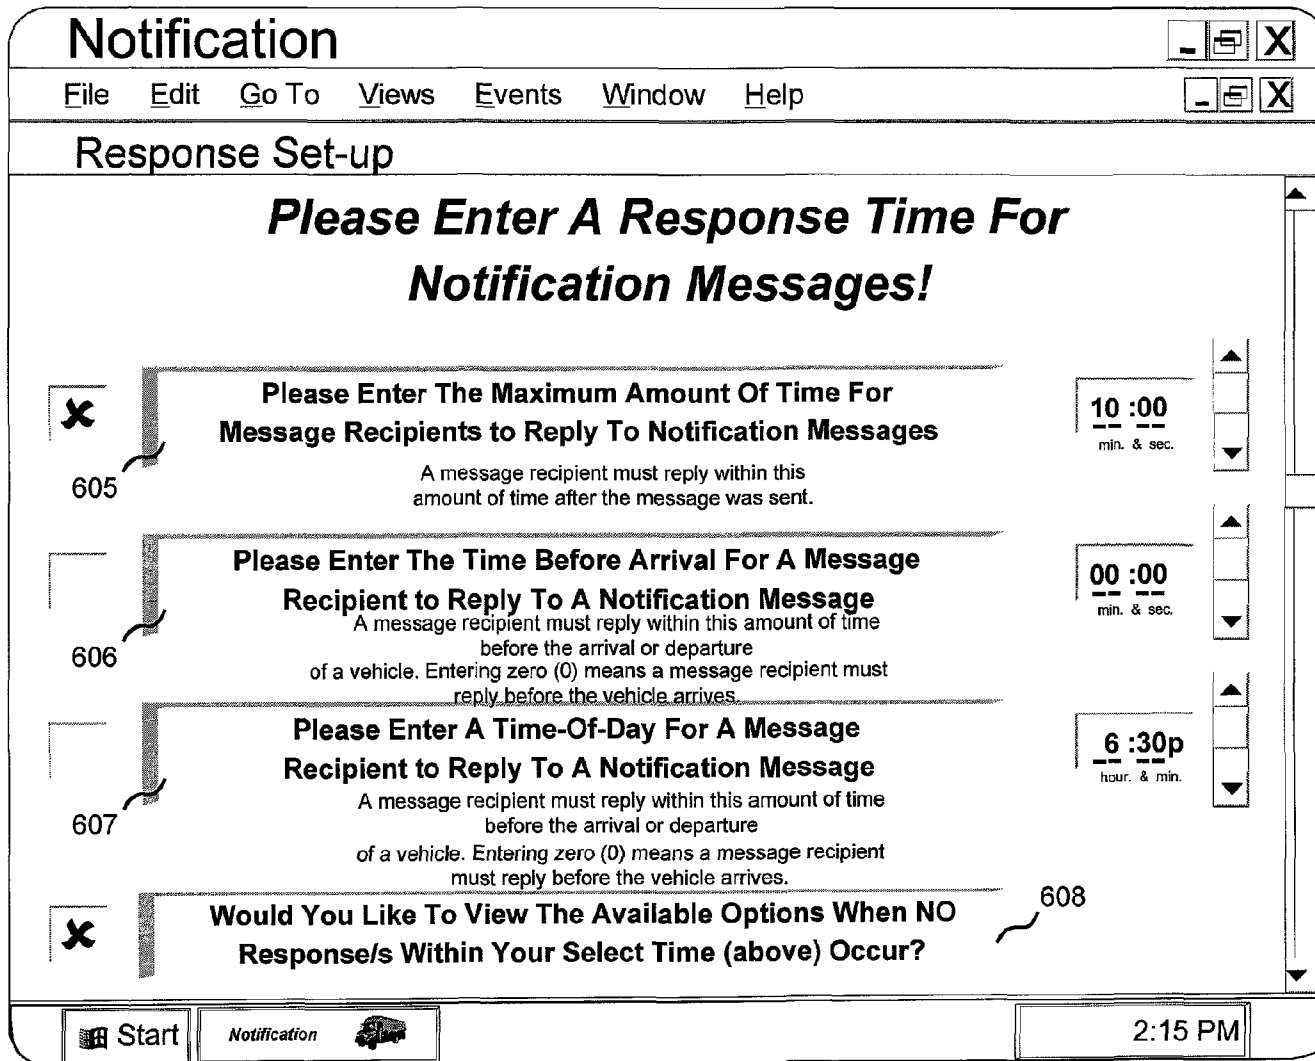 Notification
File Edit Go To Views Events Window Help
Response Set-up
Please Enter A Response Time For
Notification Messages!
Please Enter The Maximum Amount Of Time For
Message Recipients to Reply To Notification Messages
A message recipient must reply within this
amount of time after the message was sent.
10 :00
min. & sec.
605
Please Enter The Time Before Arrival For A Message
Recipient to Reply To A Notification Message
A message recipient must reply within this amount of time
before the arrival or departure
of a vehicle. Entering zero (0) means a message recipient must
reply before the vehicle arrives.
00 :00
min. & sec.
606
Please Enter A Time-Of-Day For A Message
Recipient to Reply To A Notification Message
A message recipient must reply within this amount of time
before the arrival or departure
of a vehicle. Entering zero (0) means a message recipient
must reply before the vehicle arrives.
6 :30p
hour. & min.
607
Would You Like To View The Available Options When NO
Response/s Within Your Select Time (above) Occur?
608
Start
Notification
2:15 PM